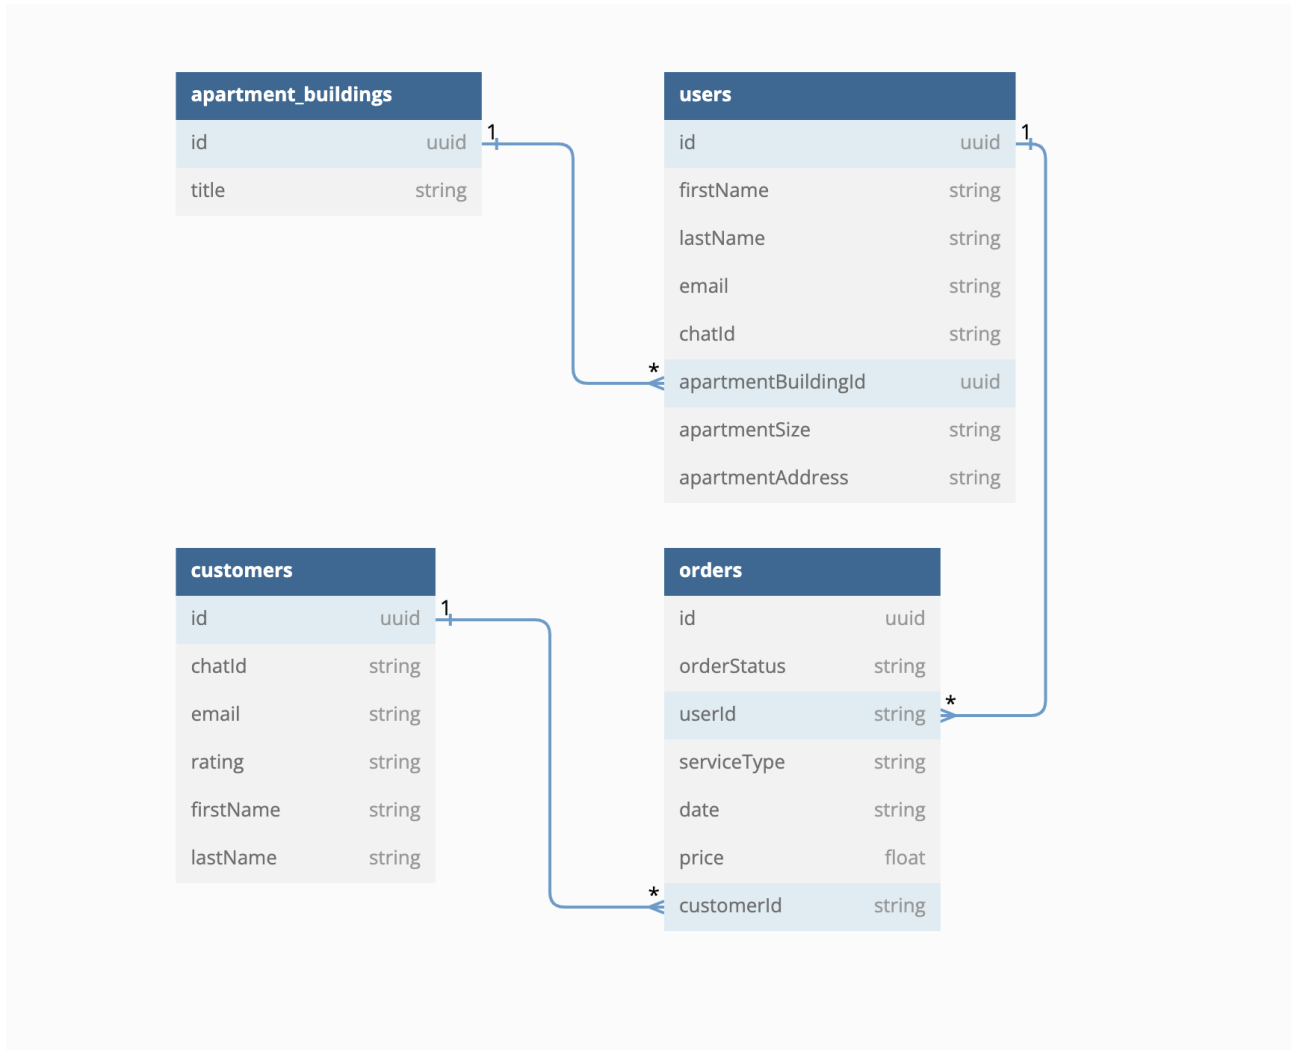 apartment_buildings
id uuid
title string
1
*
users
id uuid
firstName string
lastName string
email string
chatId string
apartmentBuildingId uuid
apartmentSize string
apartmentAddress string
1
*
customers
id uuid
chatId string
email string
rating string
firstName string
lastName string
1
*
orders
id uuid
orderStatus string
userId string
serviceType string
date string
price float
customerId string